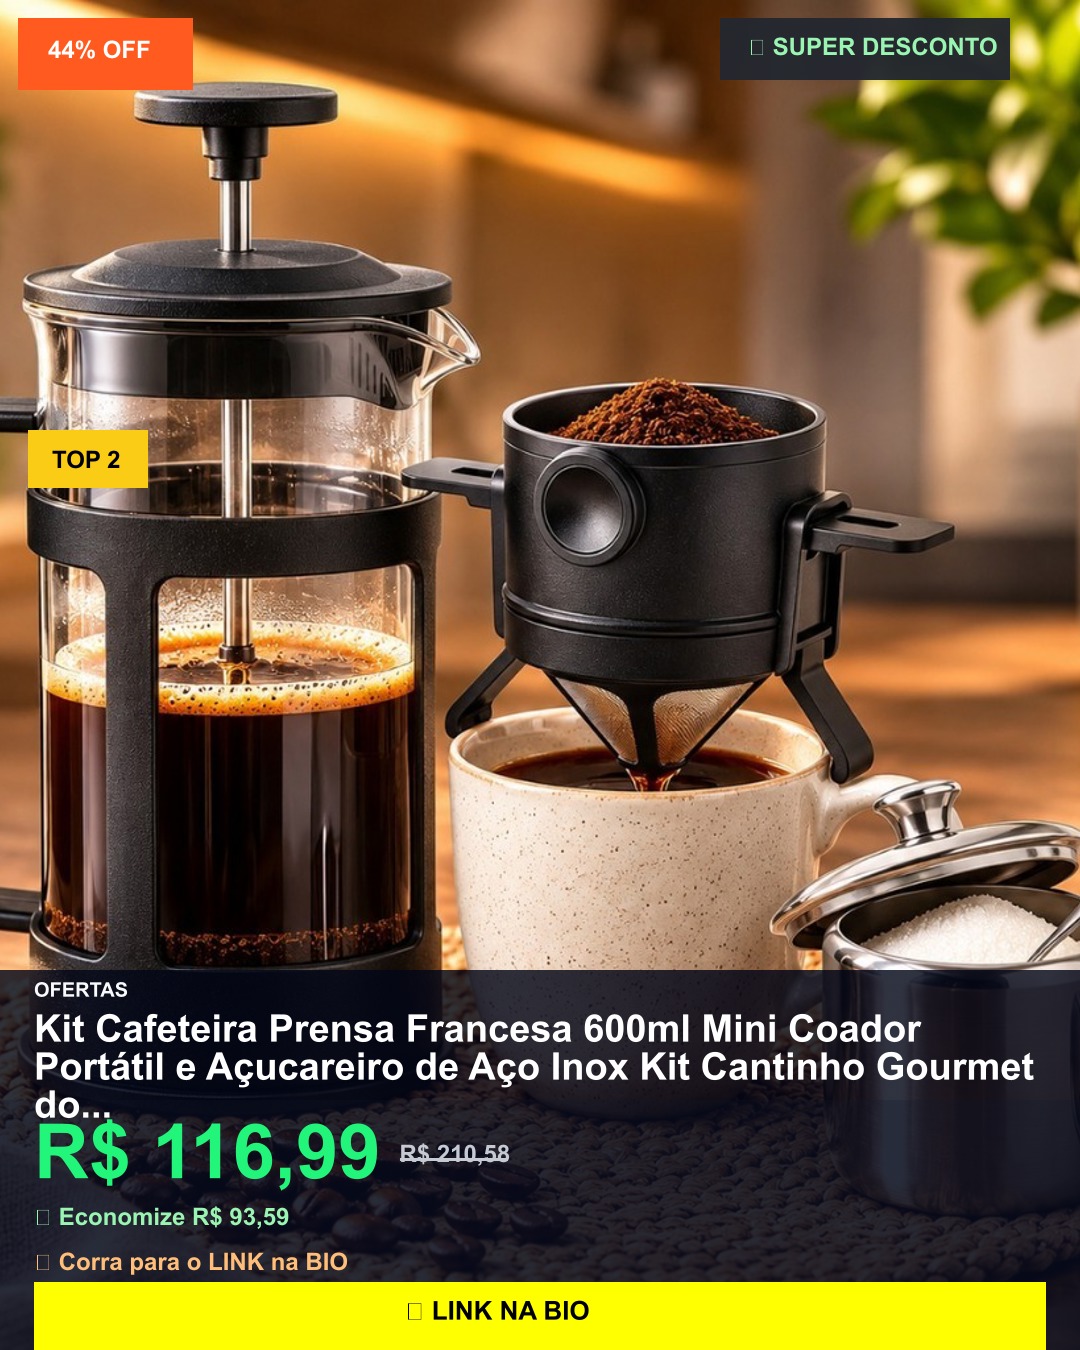 44% OFF
SUPER DESCONTO
TOP 2
OFERTAS
Kit Cafeteira Prensa Francesa 600ml Mini Coador
Portátil e Açucareiro de Aço Inox Kit Cantinho Gourmet
do...
R$ 116,99 R$ 210,58
Economize R$ 93,59
Corra para o LINK na BIO
LINK NA BIO